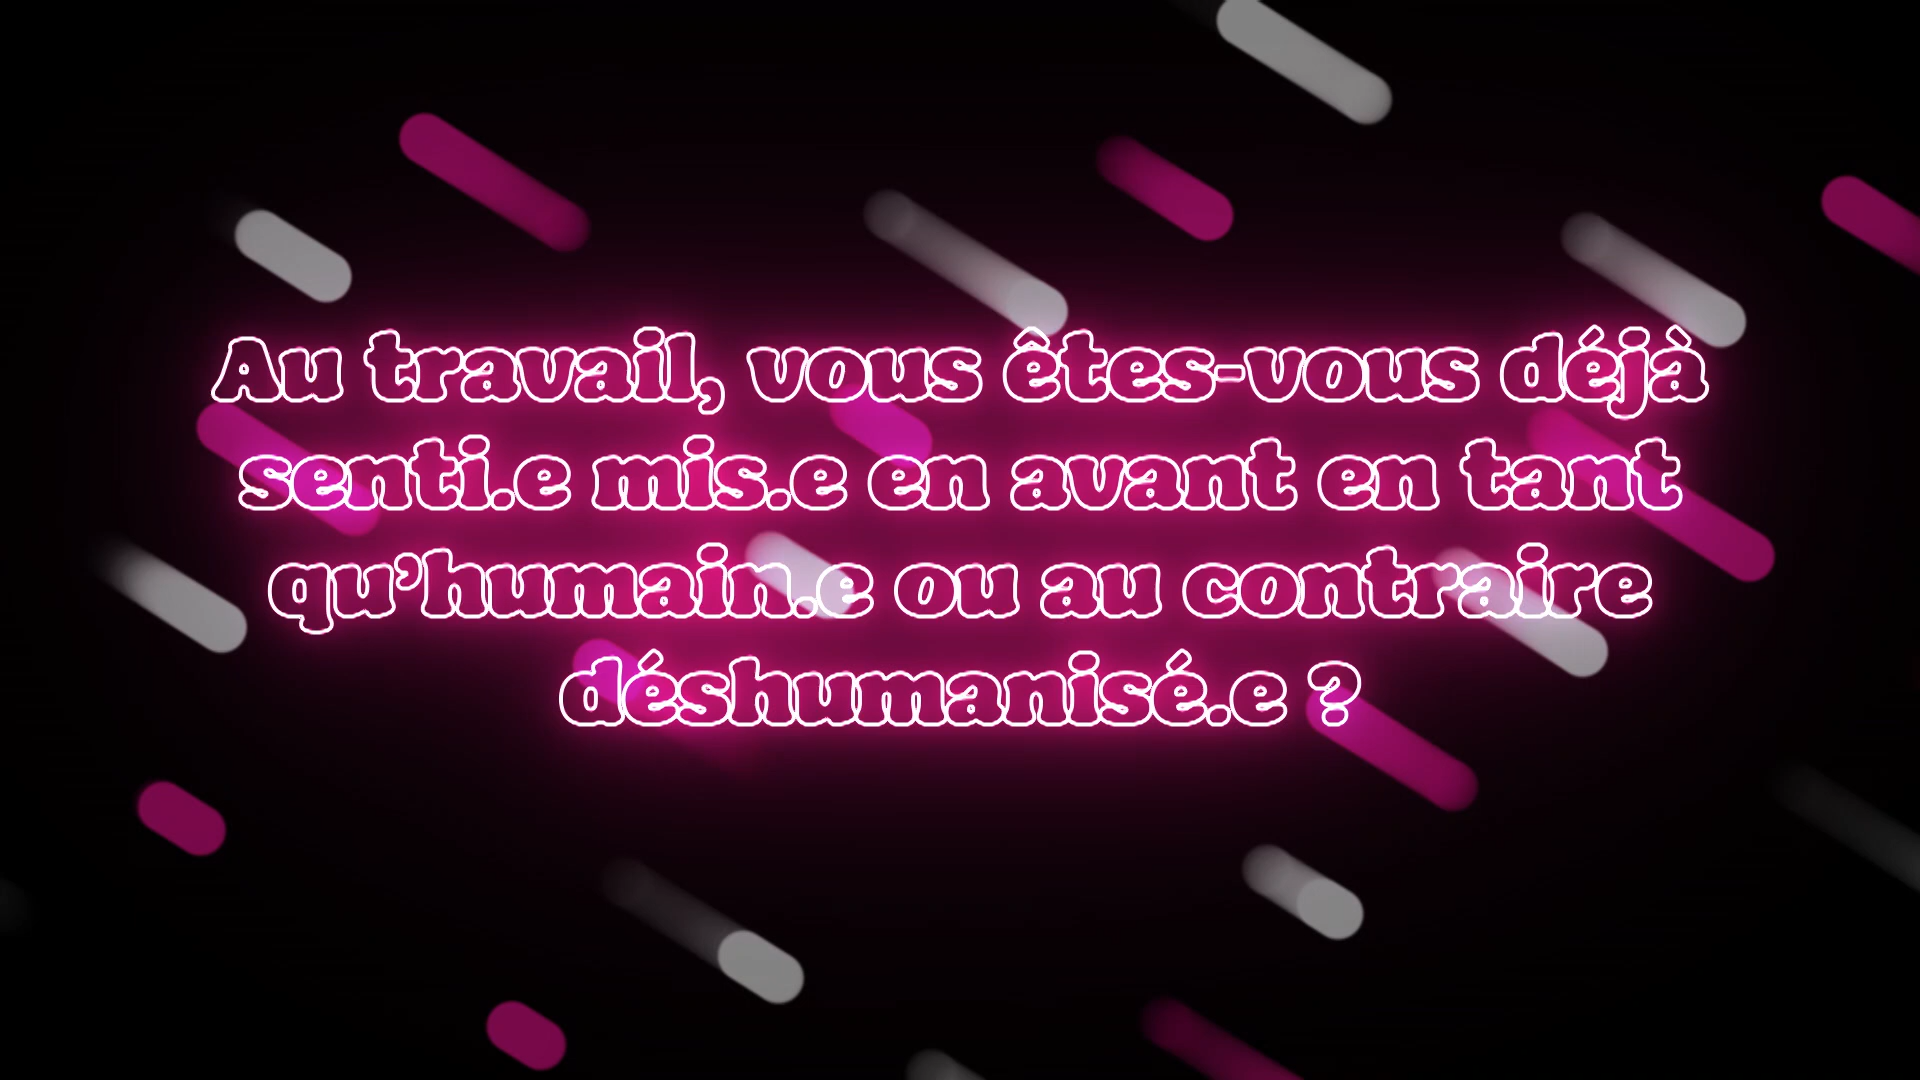 Au travail, vous êtes-vous déjà
senti.e mis.e en avant en tant
qu’humain.e ou au contraire
déshumanisé.e ?